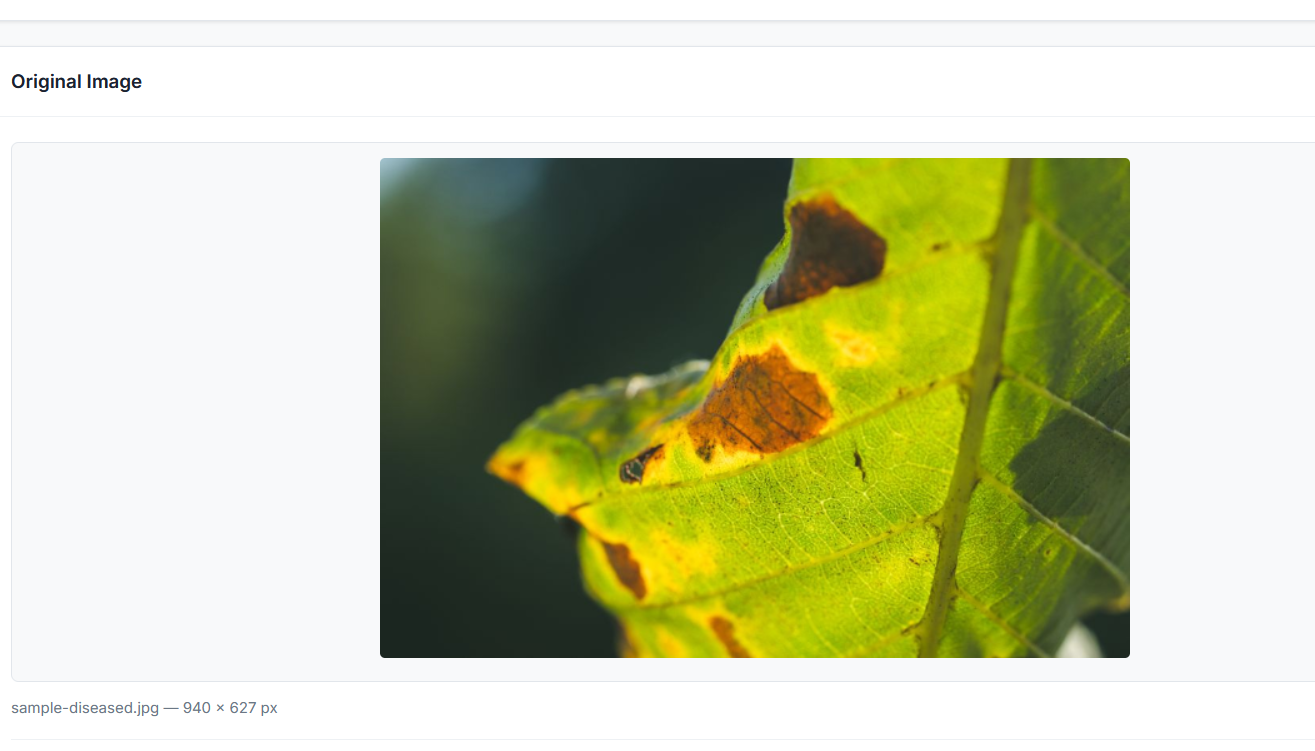 Original Image
sample-diseased.jpg — 940 × 627 px